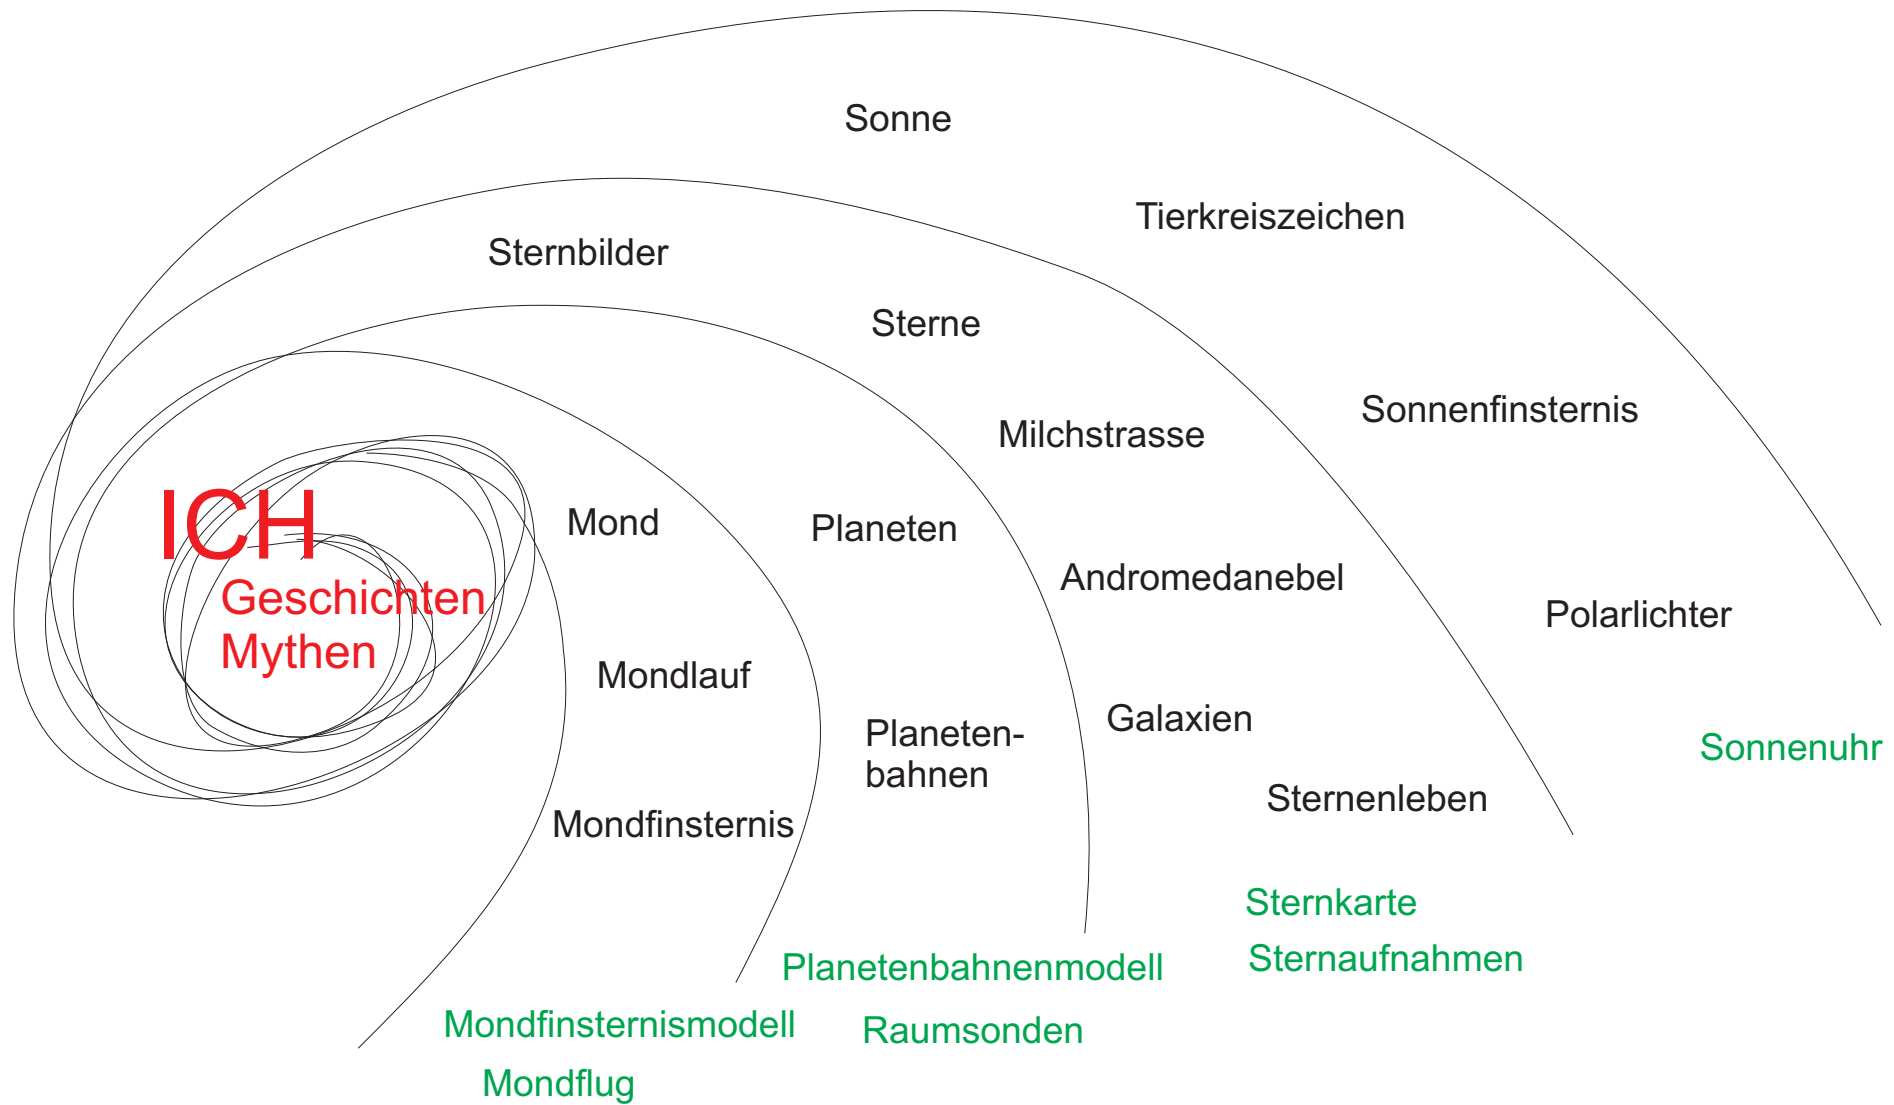 Sonne
Tierkreiszeichen
Sternbilder
Sterne
Sonnenfinsternis
Milchstrasse
ICH
Geschichten
Mythen
Mond
Planeten
Andromedanebel
Polarlichter
Mondlauf
Planeten-
bahnen
Galaxien
Sonnenuhr
Sternenleben
Mondfinsternis
Sternkarte
Sternaufnahmen
Planetenbahnenmodell
Raumsonden
Mondfinsternismodell
Mondflug